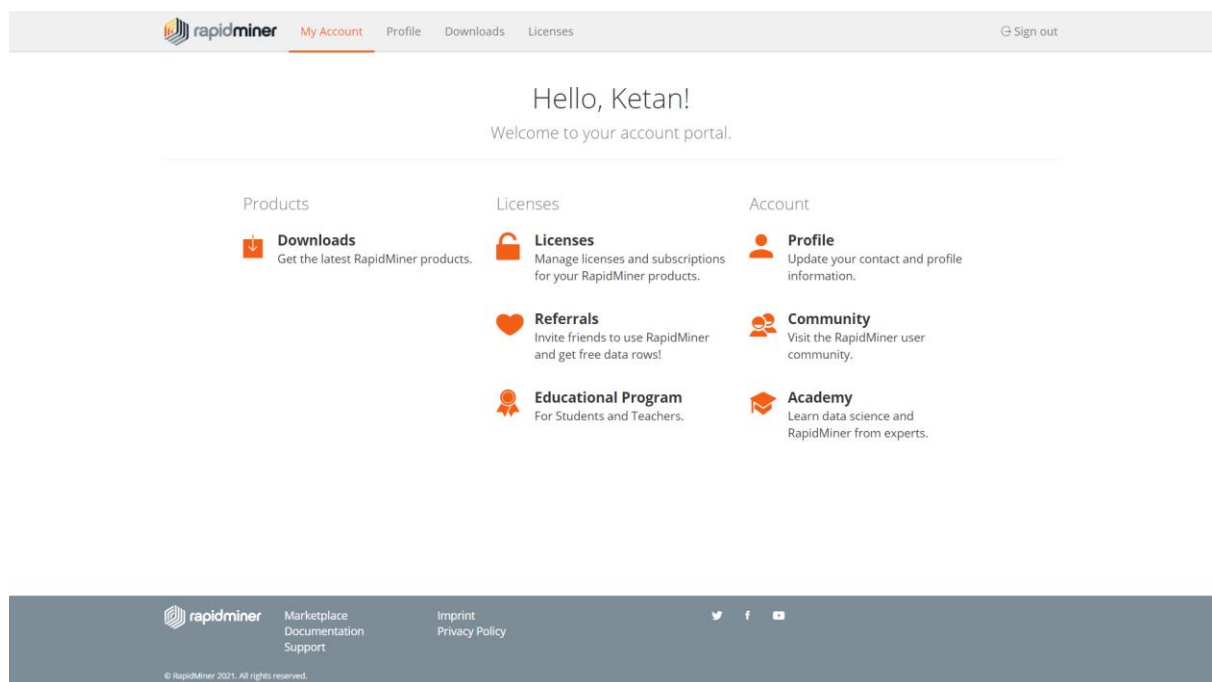 rapidminer My Account Profile Downloads Licenses Sign out
Hello, Ketan!
Welcome to your account portal.
Products
Downloads
Get the latest RapidMiner products.
Licenses
Licenses
Manage licenses and subscriptions
for your RapidMiner products.
Referrals
Invite friends to use RapidMiner
and get free data rows!
Educational Program
For Students and Teachers.
Account
Profile
Update your contact and profile
information.
Community
Visit the RapidMiner user
community.
Academy
Learn data science and
RapidMiner from experts.
rapidminer
Marketplace
Documentation
Support
Imprint
Privacy Policy
© RapidMiner 2021. All rights reserved.